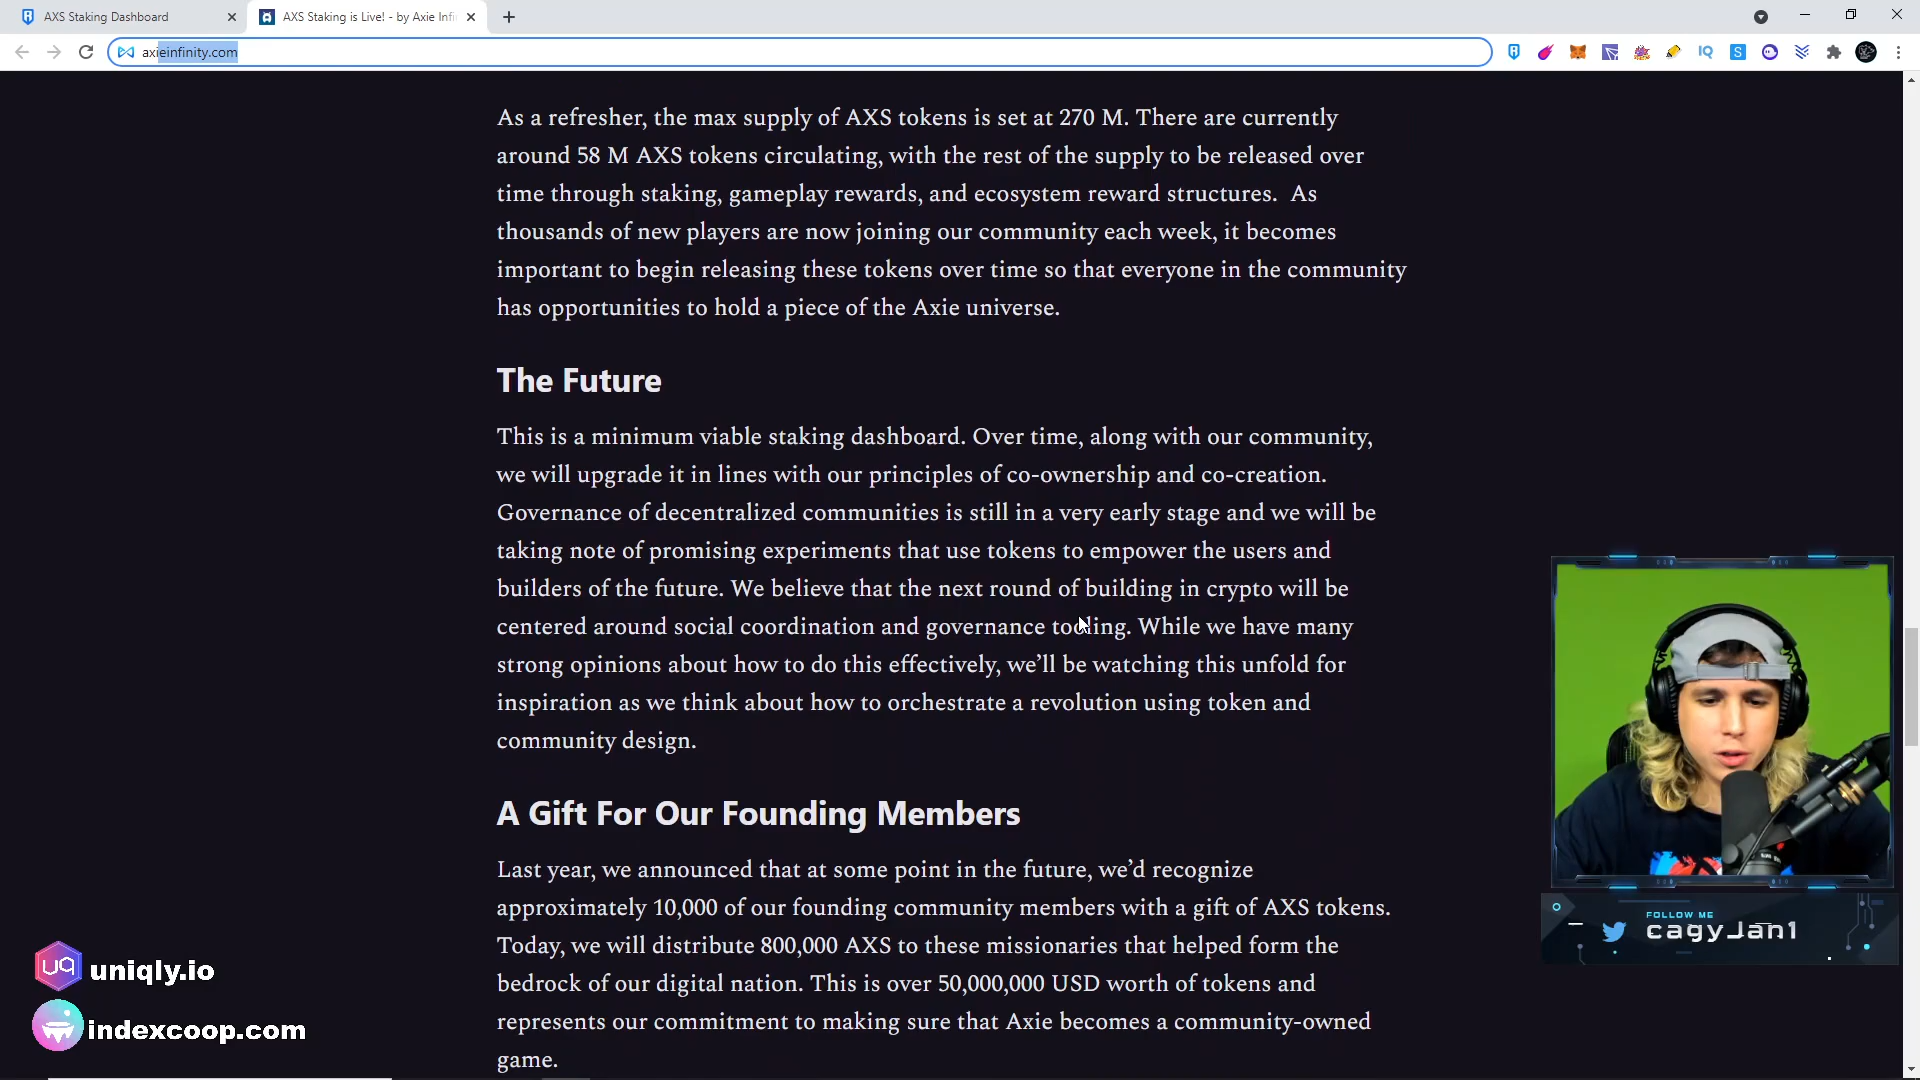 AXS Staking Dashboard
AXS Staking is Live! - by Axie Infi
axieinfinity.com
As a refresher, the max supply of AXS tokens is set at 270 M. There are currently
around 58 M AXS tokens circulating, with the rest of the supply to be released over
time through staking, gameplay rewards, and ecosystem reward structures.  As
thousands of new players are now joining our community each week, it becomes
important to begin releasing these tokens over time so that everyone in the community
has opportunities to hold a piece of the Axie universe.
The Future
This is a minimum viable staking dashboard. Over time, along with our community,
we will upgrade it in lines with our principles of co-ownership and co-creation.
Governance of decentralized communities is still in a very early stage and we will be
taking note of promising experiments that use tokens to empower the users and
builders of the future. We believe that the next round of building in crypto will be
centered around social coordination and governance tooling. While we have many
strong opinions about how to do this effectively, we’ll be watching this unfold for
inspiration as we think about how to orchestrate a revolution using token and
community design.
A Gift For Our Founding Members
Last year, we announced that at some point in the future, we’d recognize
approximately 10,000 of our founding community members with a gift of AXS tokens.
Today, we will distribute 800,000 AXS to these missionaries that helped form the
bedrock of our digital nation. This is over 50,000,000 USD worth of tokens and
represents our commitment to making sure that Axie becomes a community-owned
game.
FOLLOW ME
cagyJan1
uniqly.io
indexcoop.com
IQ
S